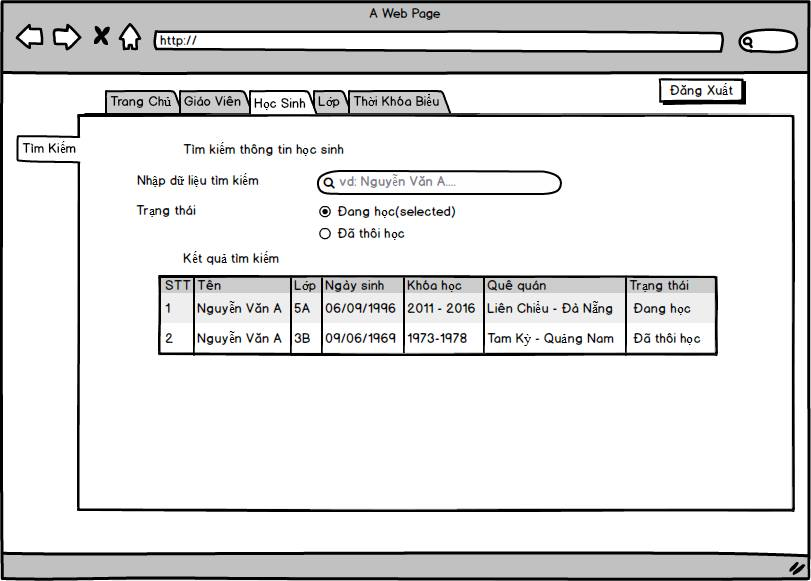 A Web Page
http://
Đăng Xuất
Trang Chủ Giáo Viên Học Sinh Lớp Thời Khóa Biểu
Tìm Kiếm
Tìm kiếm thông tin học sinh
Nhập dữ liệu tìm kiếm vd: Nguyễn Văn A....
Trạng thái Đang học(selected)
Đã thôi học
Kết quả tìm kiếm
STT Tên Lớp Ngày sinh Khóa học Quê quán Trạng thái
1 Nguyễn Văn A 5A 06/09/1996 2011 - 2016 Liên Chiểu - Đà Nẵng Đang học
2 Nguyễn Văn A 3B 09/06/1969 1973-1978 Tam Kỳ - Quảng Nam Đã thôi học